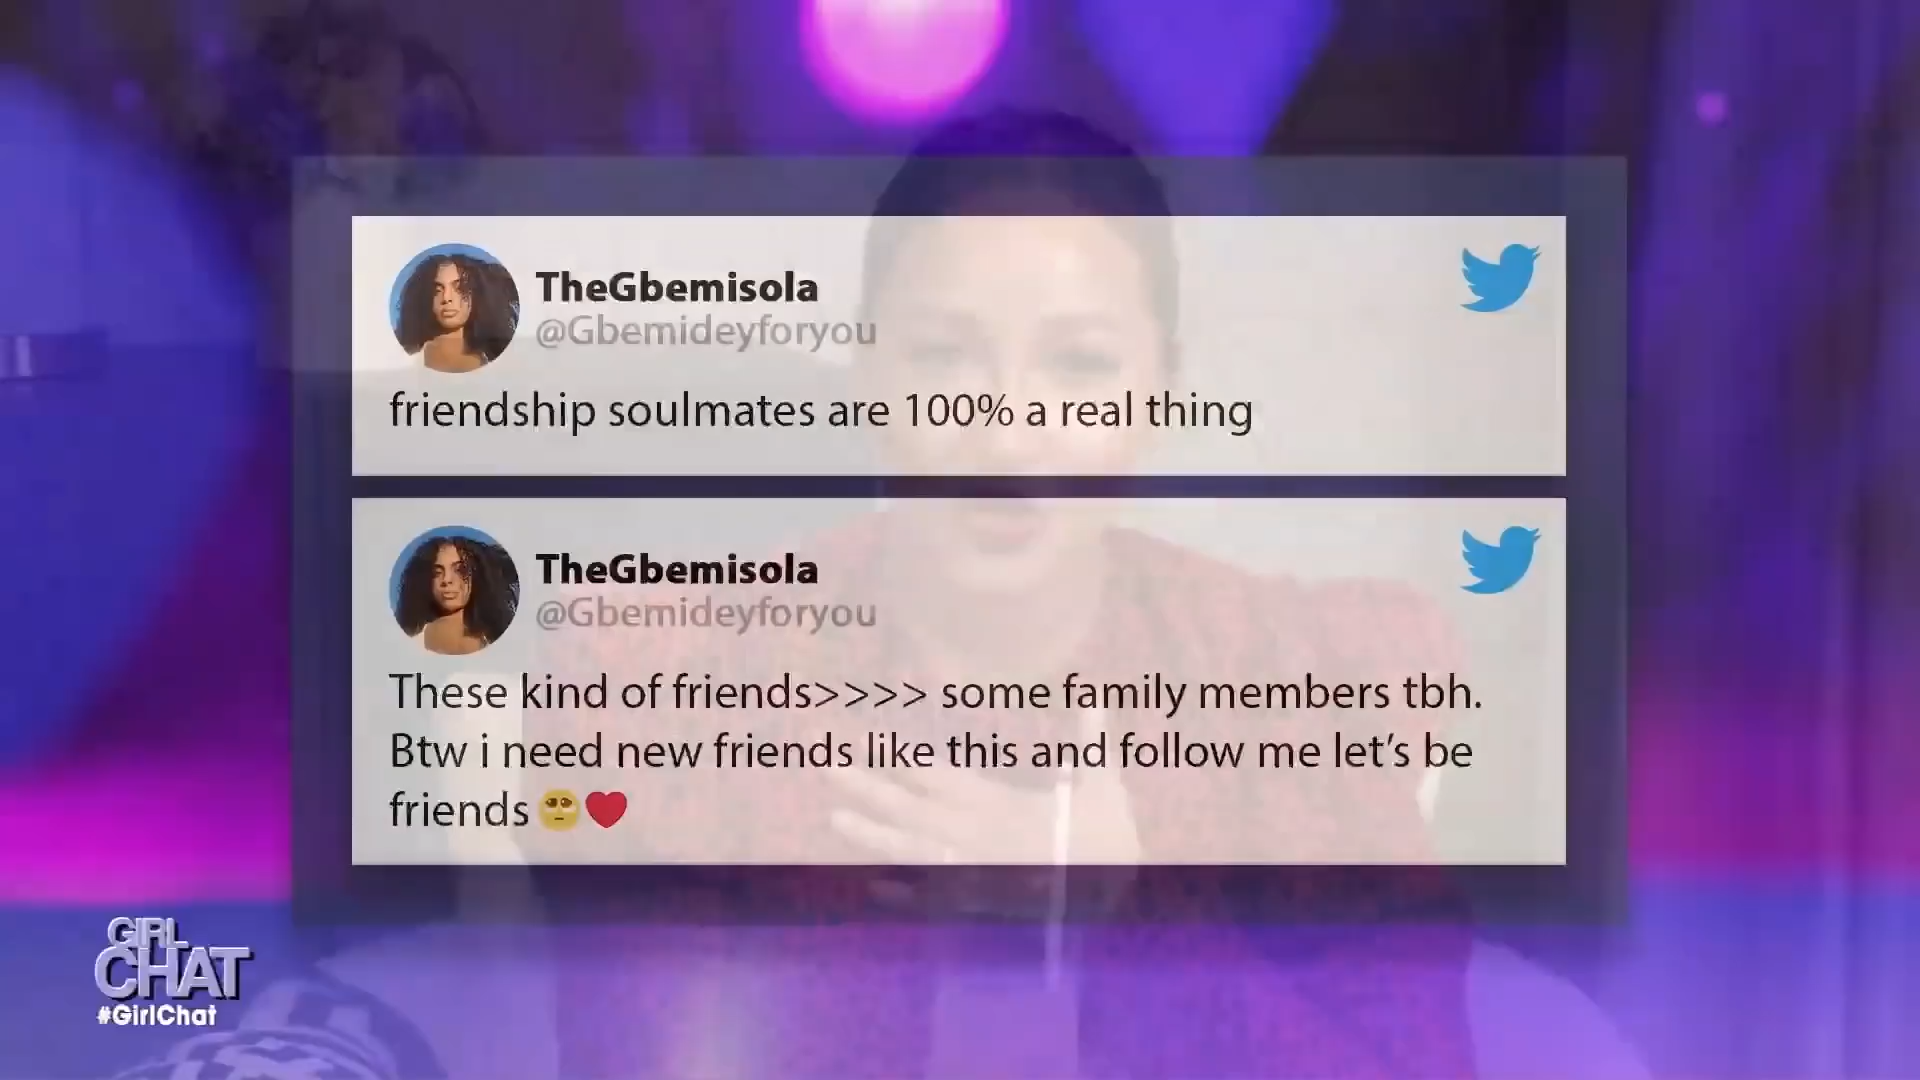 TheGbemisola
@Gbemideyforyou
friendship soulmates are 100% a real thing
TheGbemisola
@Gbemideyforyou
These kind of friends>>>> some family members tbh.
Btw i need new friends like this and follow me let's be
friends🥺❤️
GIRL
CHAT
#GirlChat